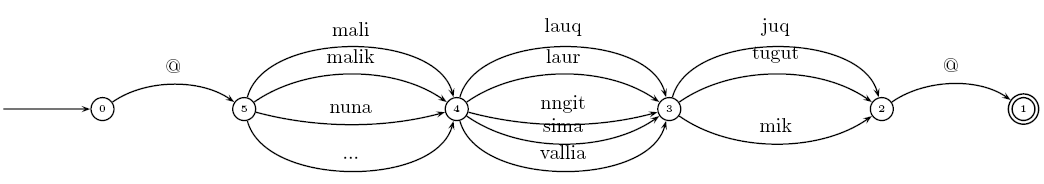 mali lauq juq
malik laur tugut
@ @
nuna nngit
0 5 4 3 2 1
sima mik
... vallia